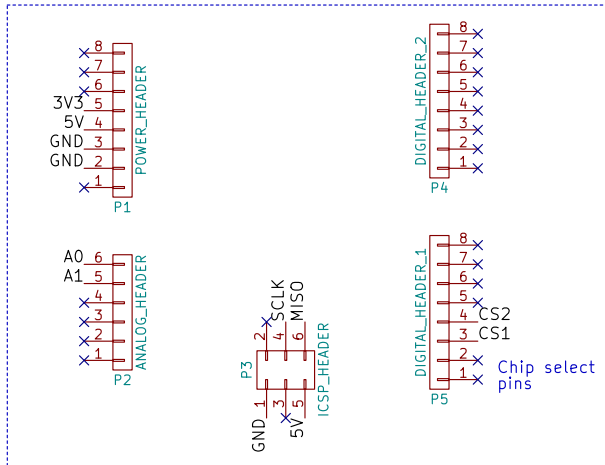 8
7
6
3V3 5
5V 4
GND 3
GND 2
1
POWER_HEADER
P1
8
7
6
5
4
3
2
1
DIGITAL_HEADER_2
P4
A0 6
A1 5
4
3
2
1
ANALOG_HEADER
P2
SCLK
MISO
2 4 6
P3
ICSP_HEADER
1 3 5
GND
5V
8
7
6
5
4 CS2
3 CS1
2
1
DIGITAL_HEADER_1
P5
Chip select
pins